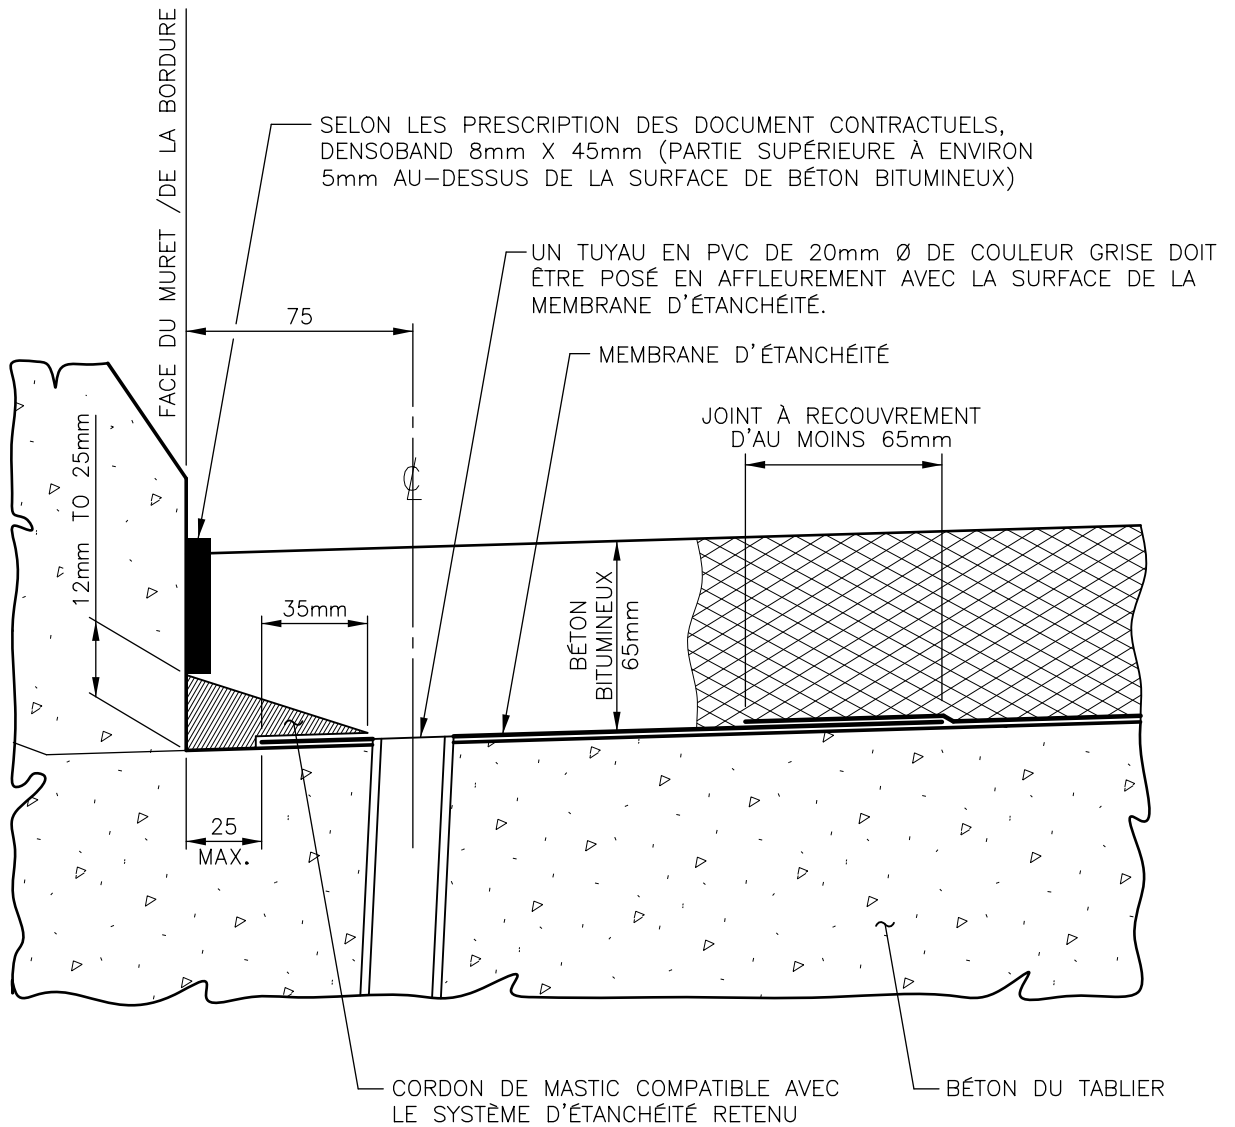 FACE DU MURET /DE LA BORDURE
SELON LES PRESCRIPTION DES DOCUMENT CONTRACTUELS,
DENSOBAND 8mm X 45mm (PARTIE SUPÉRIEURE À ENVIRON
5mm AU-DESSUS DE LA SURFACE DE BÉTON BITUMINEUX)
UN TUYAU EN PVC DE 20mm Ø DE COULEUR GRISE DOIT
ÊTRE POSÉ EN AFFLEUREMENT AVEC LA SURFACE DE LA
MEMBRANE D'ÉTANCHÉITÉ.
75
MEMBRANE D'ÉTANCHÉITÉ
JOINT À RECOUVREMENT
D'AU MOINS 65mm
℄
12mm TO 25mm
35mm
BÉTON
BITUMINEUX
65mm
25
MAX.
CORDON DE MASTIC COMPATIBLE AVEC
LE SYSTÈME D'ÉTANCHÉITÉ RETENU
BÉTON DU TABLIER